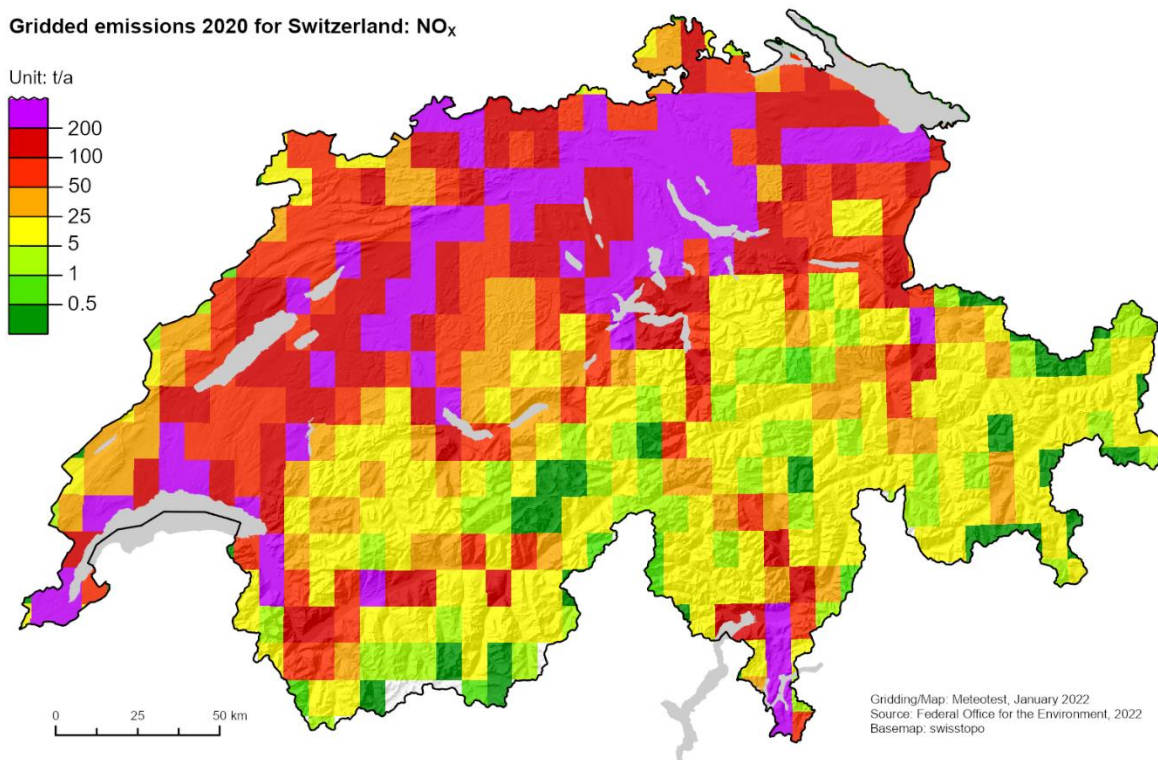 Gridded emissions 2020 for Switzerland: NOx
Unit: t/a
200
100
50
25
5
1
0.5
0 25 50 km
Gridding/Map: Meteotest, January 2022
Source: Federal Office for the Environment, 2022
Basemap: swisstopo